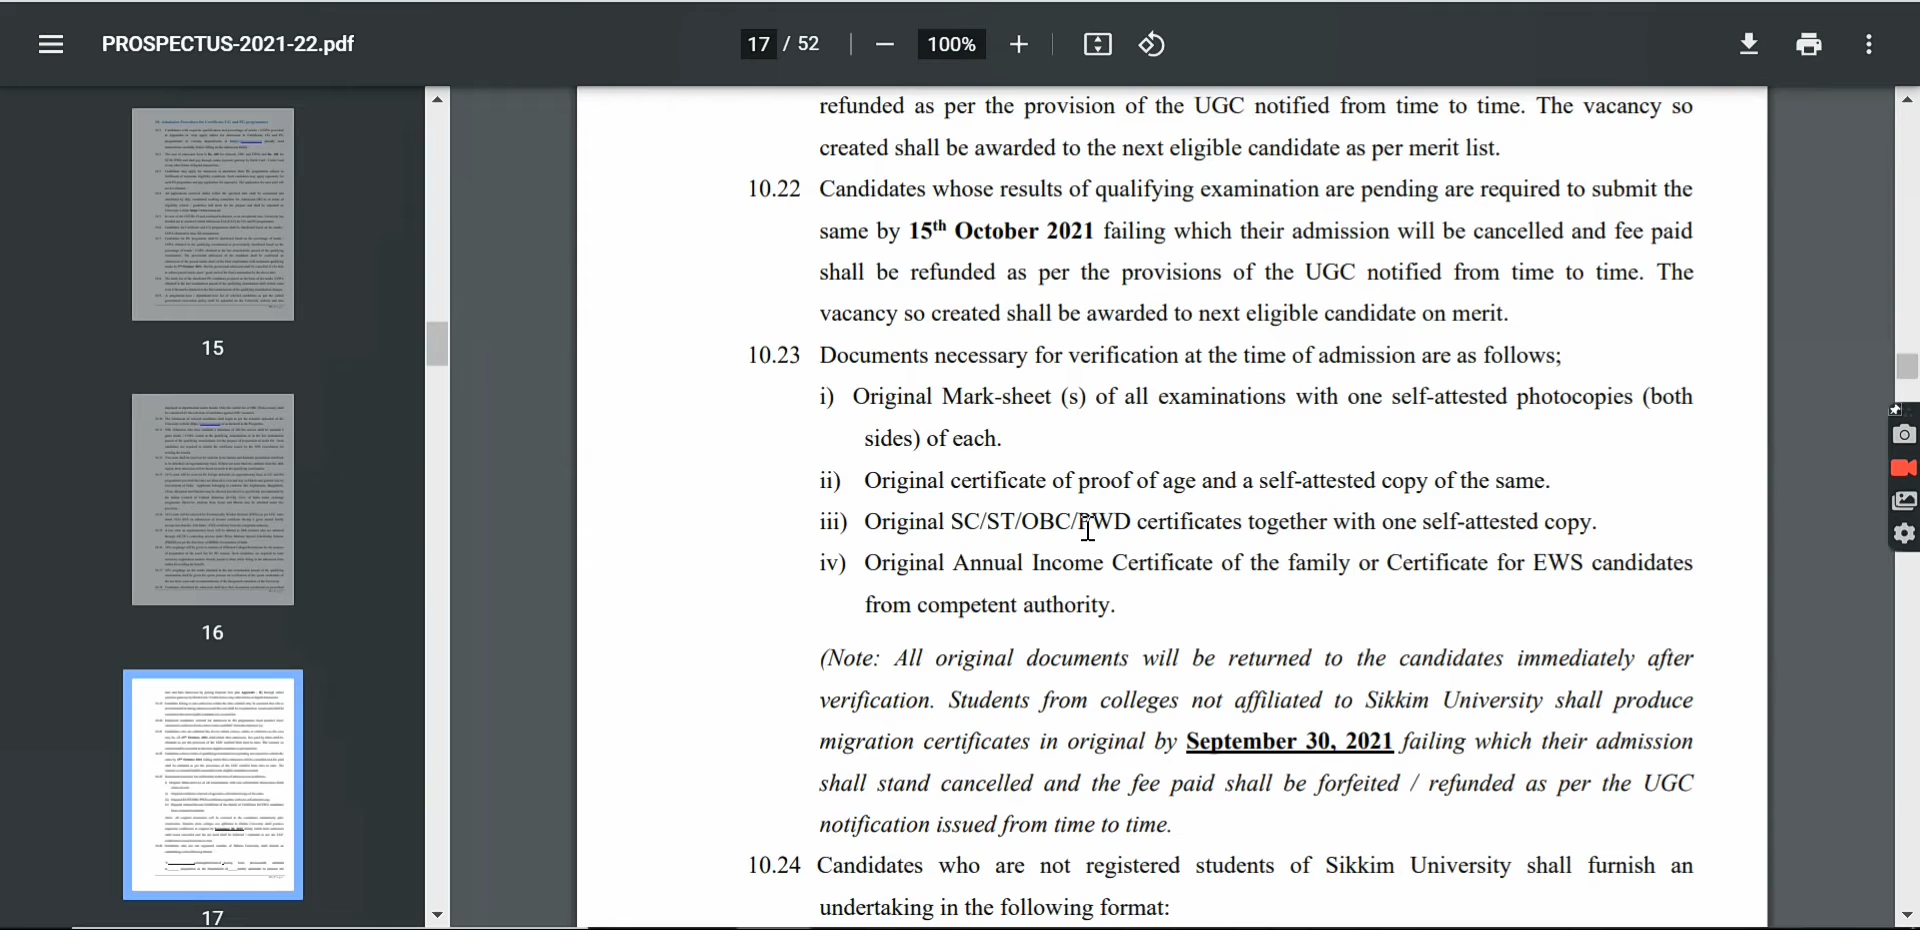 PROSPECTUS-2021-22.pdf
17 / 52
100%
15
16
17
refunded as per the provision of the UGC notified from time to time. The vacancy so
created shall be awarded to the next eligible candidate as per merit list.
10.22 Candidates whose results of qualifying examination are pending are required to submit the
same by 15th October 2021 failing which their admission will be cancelled and fee paid
shall be refunded as per the provisions of the UGC notified from time to time. The
vacancy so created shall be awarded to next eligible candidate on merit.
10.23 Documents necessary for verification at the time of admission are as follows;
i) Original Mark-sheet (s) of all examinations with one self-attested photocopies (both
sides) of each.
ii) Original certificate of proof of age and a self-attested copy of the same.
iii) Original SC/ST/OBC/PWD certificates together with one self-attested copy.
iv) Original Annual Income Certificate of the family or Certificate for EWS candidates
from competent authority.
(Note: All original documents will be returned to the candidates immediately after
verification. Students from colleges not affiliated to Sikkim University shall produce
migration certificates in original by September 30, 2021 failing which their admission
shall stand cancelled and the fee paid shall be forfeited / refunded as per the UGC
notification issued from time to time.
10.24 Candidates who are not registered students of Sikkim University shall furnish an
undertaking in the following format: